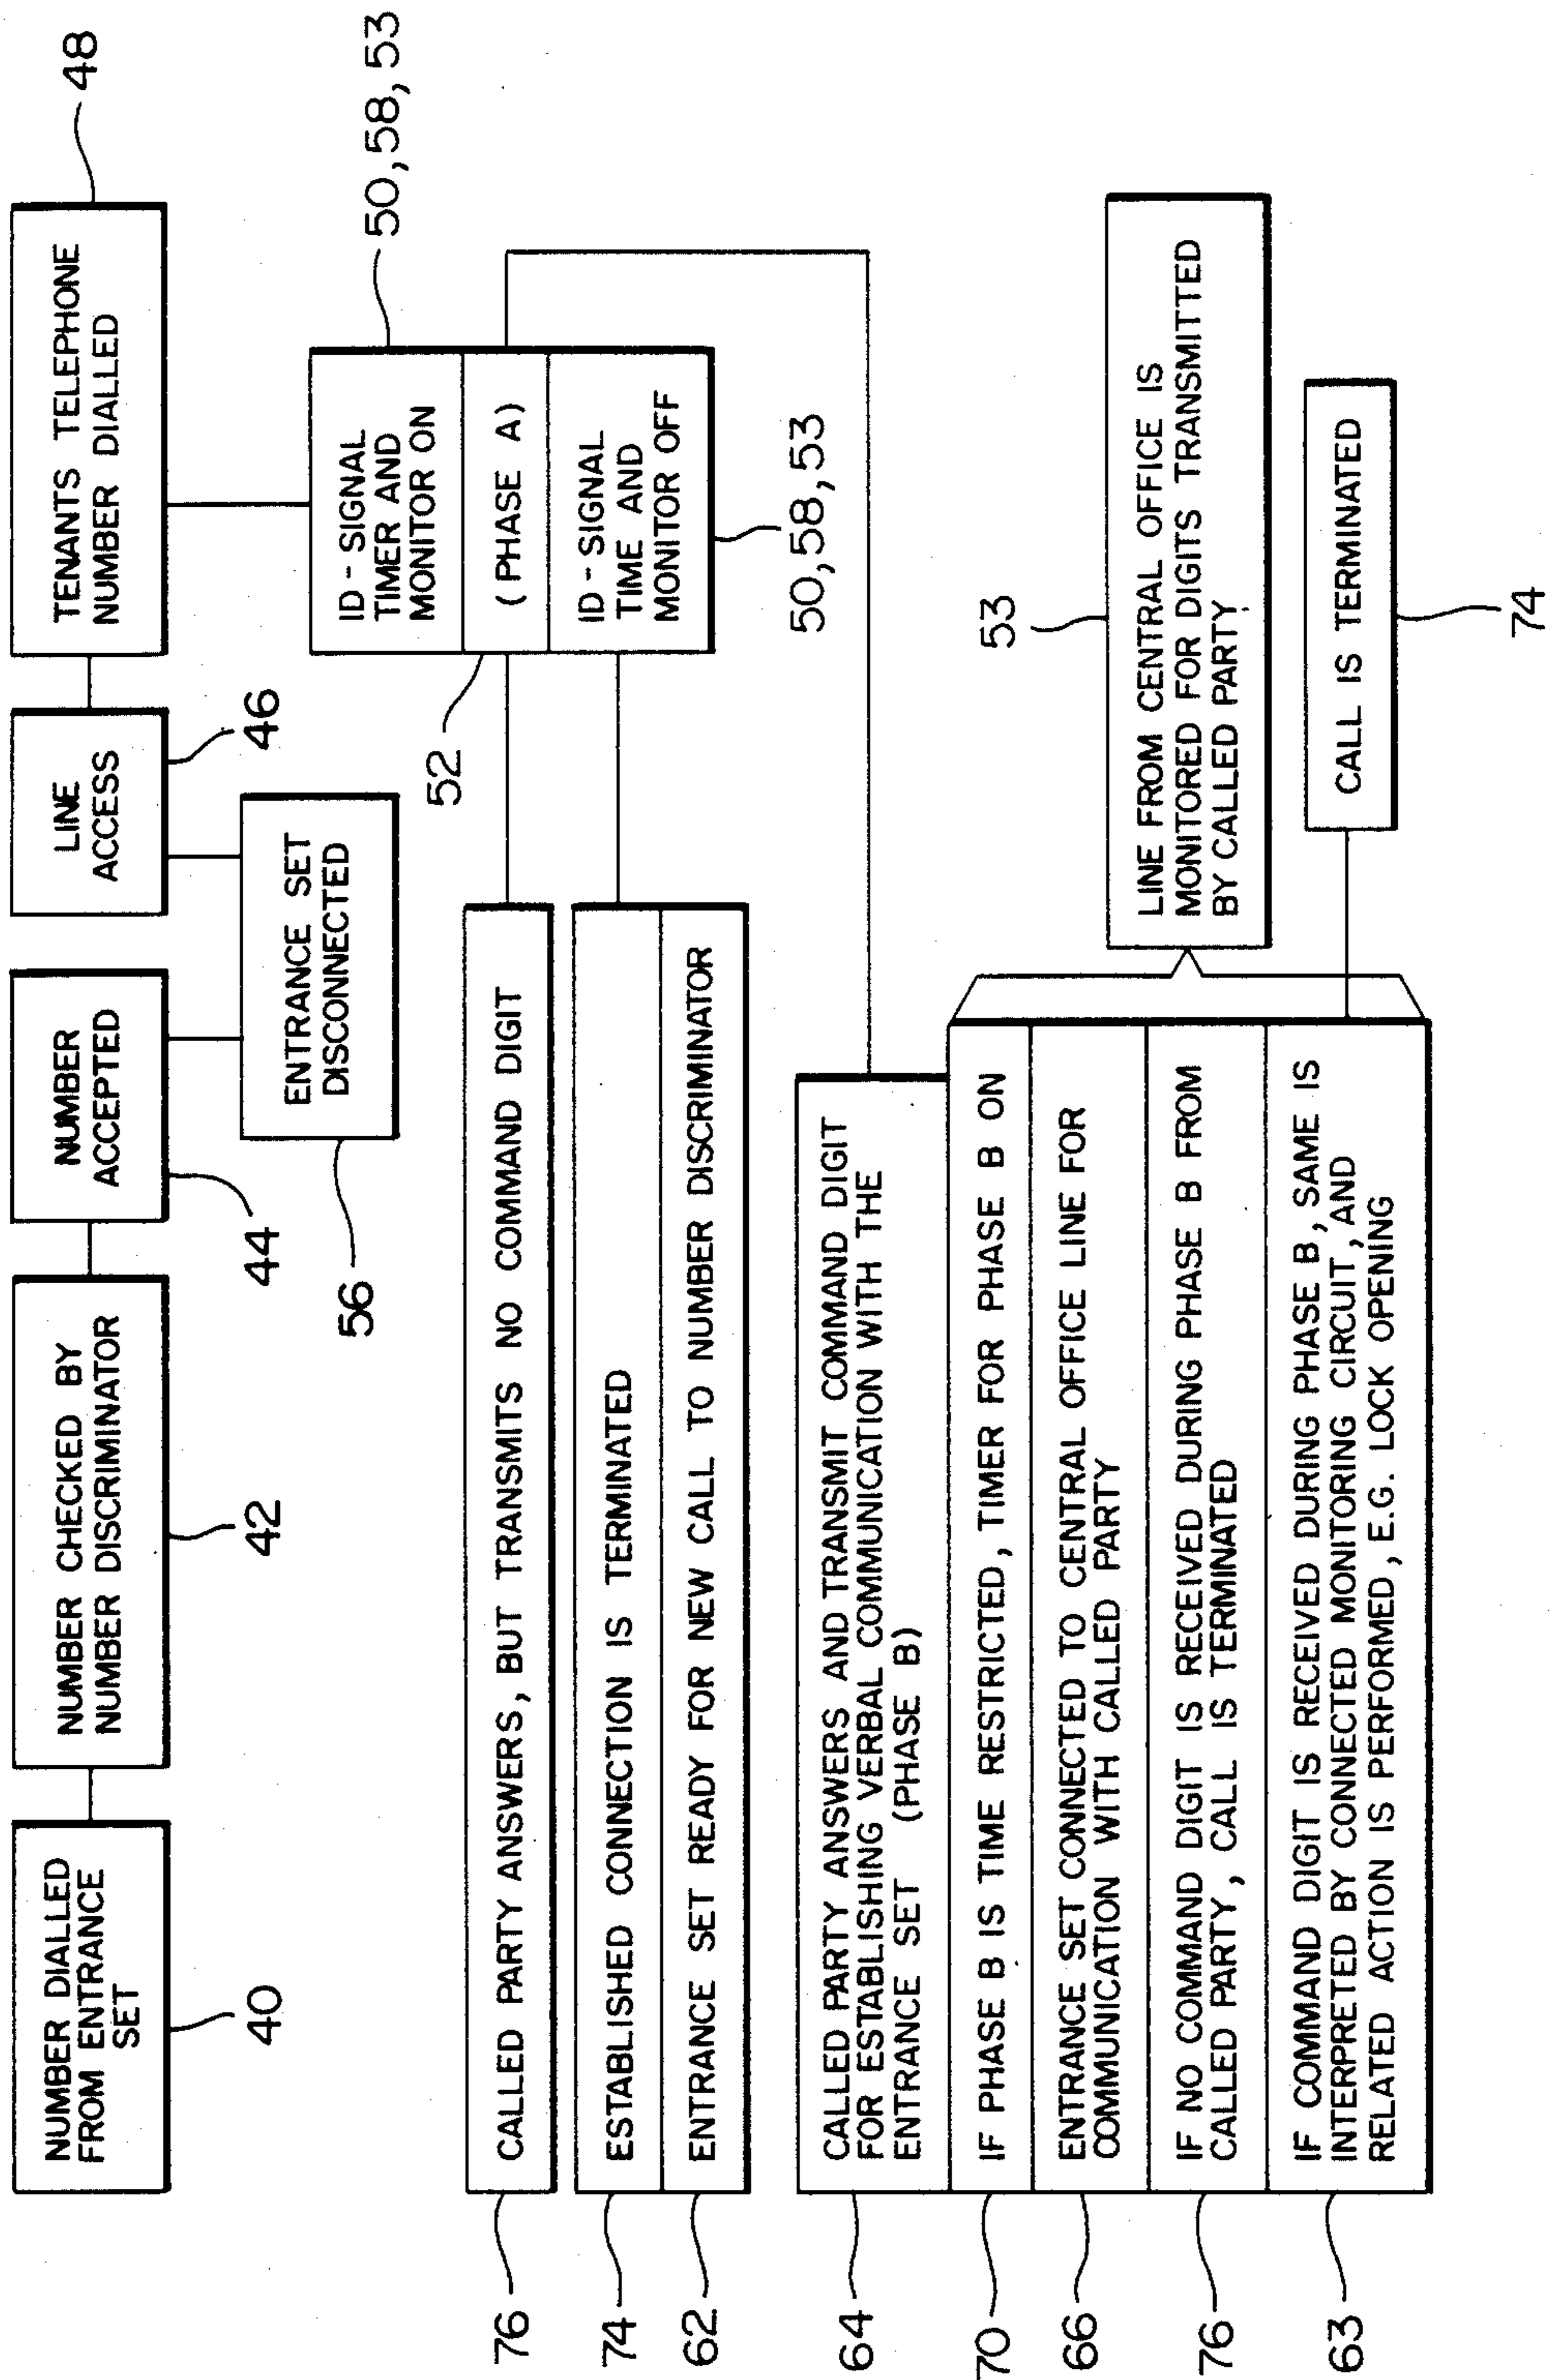 NUMBER DIALLED
FROM ENTRANCE
SET
40
NUMBER CHECKED BY
NUMBER DISCRIMINATOR
42
NUMBER
ACCEPTED
44
LINE
ACCESS
46
TENANTS TELEPHONE
NUMBER DIALLED
48
ENTRANCE SET
DISCONNECTED
56
ID-SIGNAL
TIMER AND
MONITOR ON
50,58,53
52
(PHASE A)
ID-SIGNAL
TIME AND
MONITOR OFF
50,58,53
76
CALLED PARTY ANSWERS, BUT TRANSMITS NO COMMAND DIGIT
74
ESTABLISHED CONNECTION IS TERMINATED
62
ENTRANCE SET READY FOR NEW CALL TO NUMBER DISCRIMINATOR
64
CALLED PARTY ANSWERS AND TRANSMIT COMMAND DIGIT
FOR ESTABLISHING VERBAL COMMUNICATION WITH THE
ENTRANCE SET (PHASE B)
70
IF PHASE B IS TIME RESTRICTED, TIMER FOR PHASE B ON
66
ENTRANCE SET CONNECTED TO CENTRAL OFFICE LINE FOR
COMMUNICATION WITH CALLED PARTY
76
IF NO COMMAND DIGIT IS RECEIVED DURING PHASE B FROM
CALLED PARTY, CALL IS TERMINATED
63
IF COMMAND DIGIT IS RECEIVED DURING PHASE B, SAME IS
INTERPRETED BY CONNECTED MONITORING CIRCUIT, AND
RELATED ACTION IS PERFORMED, E.G. LOCK OPENING
53
LINE FROM CENTRAL OFFICE IS
MONITORED FOR DIGITS TRANSMITTED
BY CALLED PARTY
CALL IS TERMINATED
74